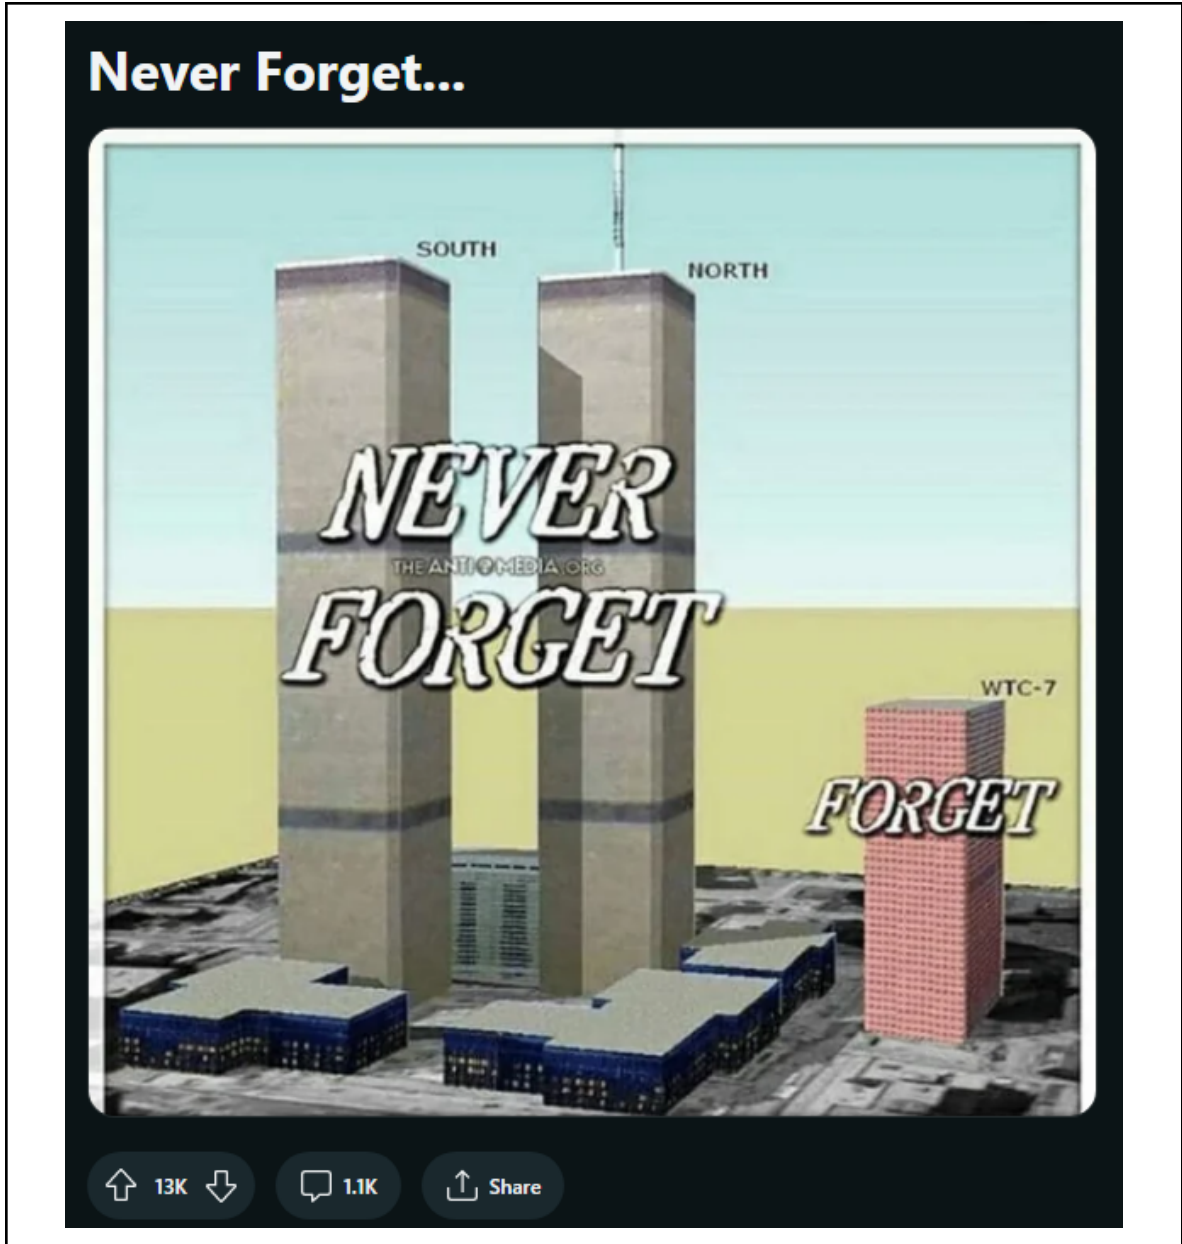 Never Forget...
SOUTH
NORTH
NEVER
THE ANTI MEDIA.ORG
FORGET
WTC-7
FORGET
13K
1.1K
Share